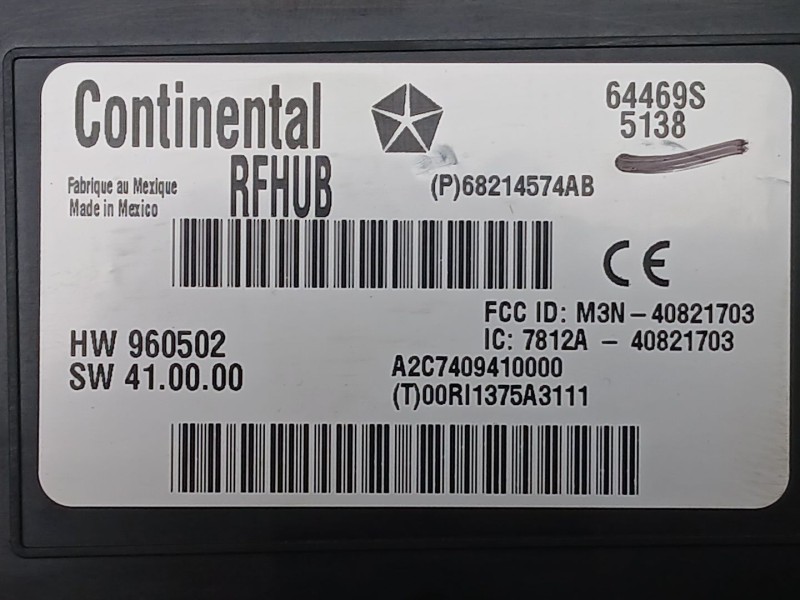 Continental
RFHUB
Fabrique au Mexique
Made in Mexico
64469S
5138
(P)68214574AB
CE
FCC ID: M3N-40821703
IC: 7812A - 40821703
HW 960502
SW 41.00.00
A2C7409410000
(T)00RI1375A3111